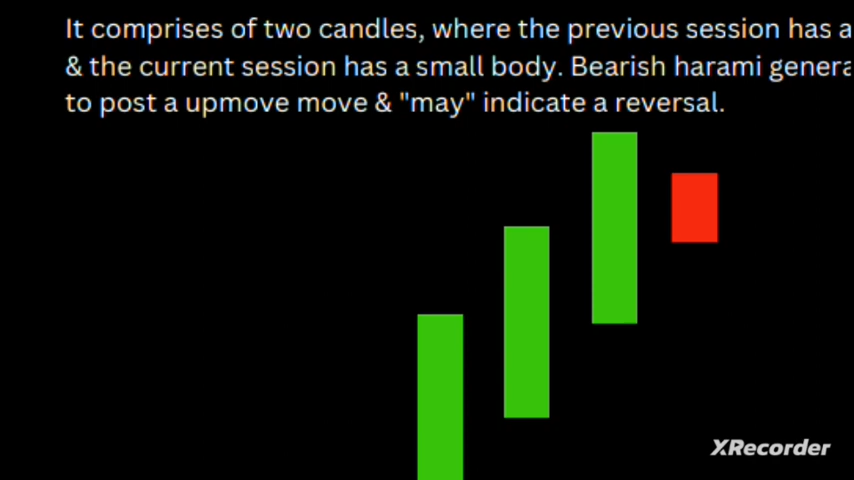 It comprises of two candles, where the previous session has a
& the current session has a small body. Bearish harami genera
to post a upmove move & "may" indicate a reversal.
XRecorder